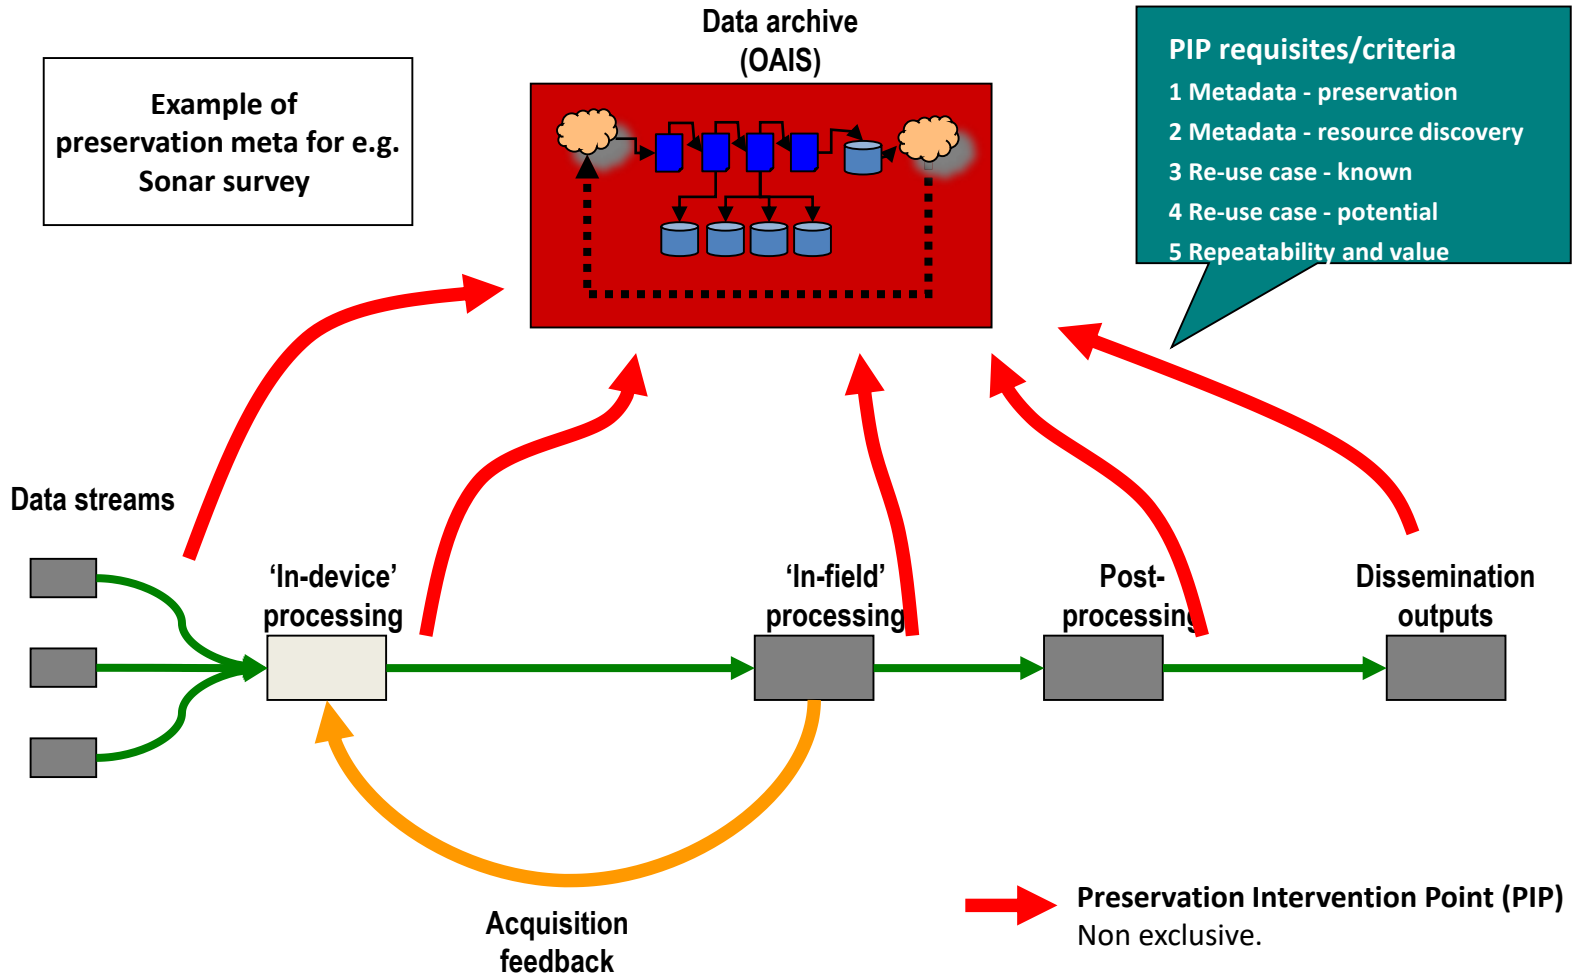 Data archive
(OAIS)
Example of
preservation meta for e.g.
Sonar survey
PIP requisites/criteria
1 Metadata - preservation
2 Metadata - resource discovery
3 Re-use case - known
4 Re-use case - potential
5 Repeatability and value
Data streams
‘In-device’
processing
‘In-field’
processing
Post-
processing
Dissemination
outputs
Acquisition
feedback
Preservation Intervention Point (PIP)
Non exclusive.